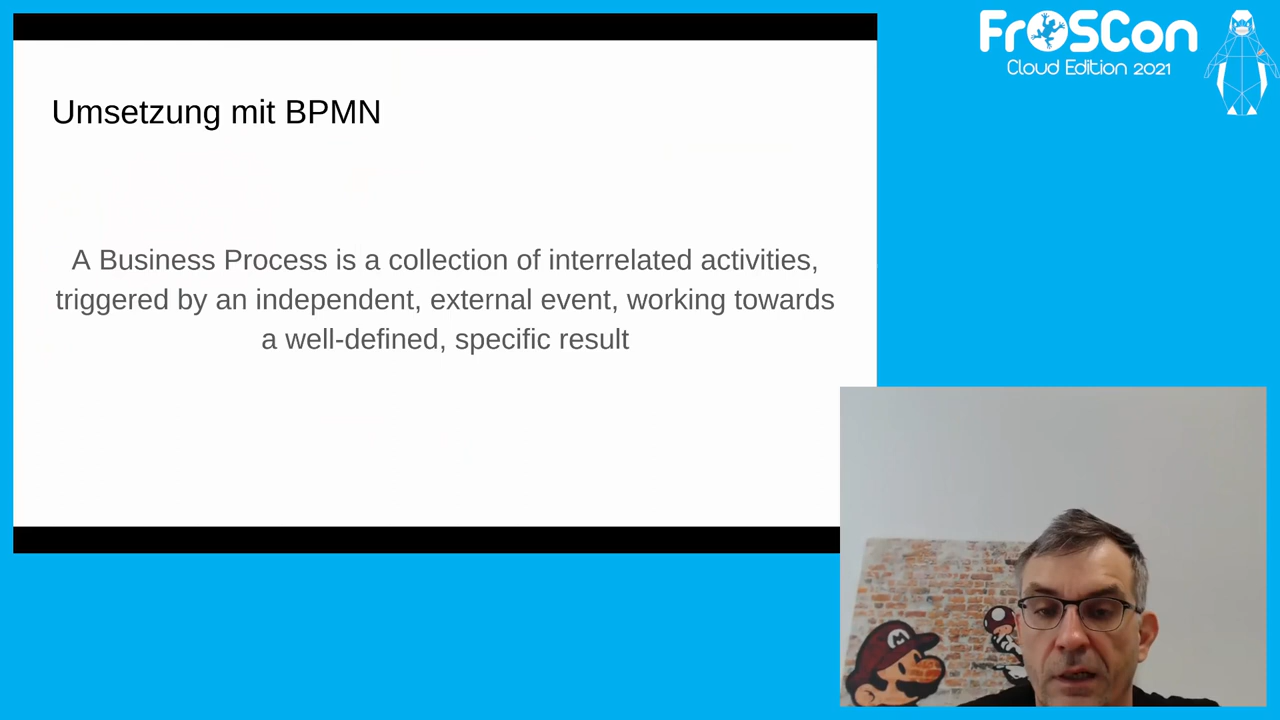 FrOSCon
Cloud Edition 2021
Umsetzung mit BPMN
A Business Process is a collection of interrelated activities,
triggered by an independent, external event, working towards
a well-defined, specific result
M